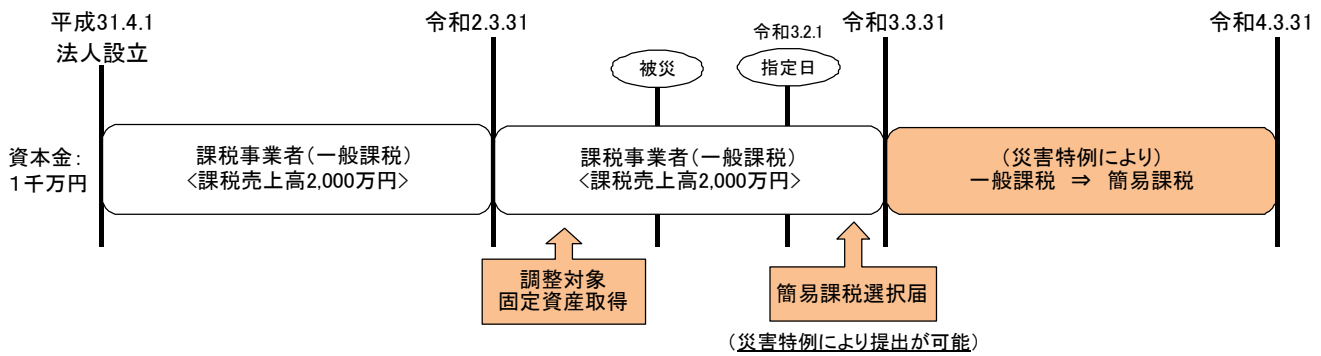 平成31.4.1
法人設立
令和2.3.31
令和3.2.1
令和3.3.31
令和4.3.31
被災
指定日
資本金：
１千万円
課税事業者（一般課税）
<課税売上高2,000万円>
課税事業者（一般課税）
<課税売上高2,000万円>
（災害特例により）
一般課税 ⇒ 簡易課税
調整対象
固定資産取得
簡易課税選択届
（災害特例により提出が可能）